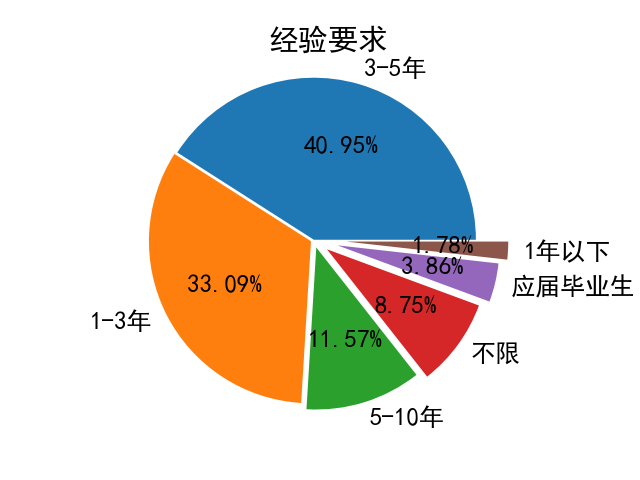 经验要求
3-5年
40.95%
1.78%
1年以下
3.86%
应届毕业生
33.09%
8.75%
1-3年
11.57%
不限
5-10年